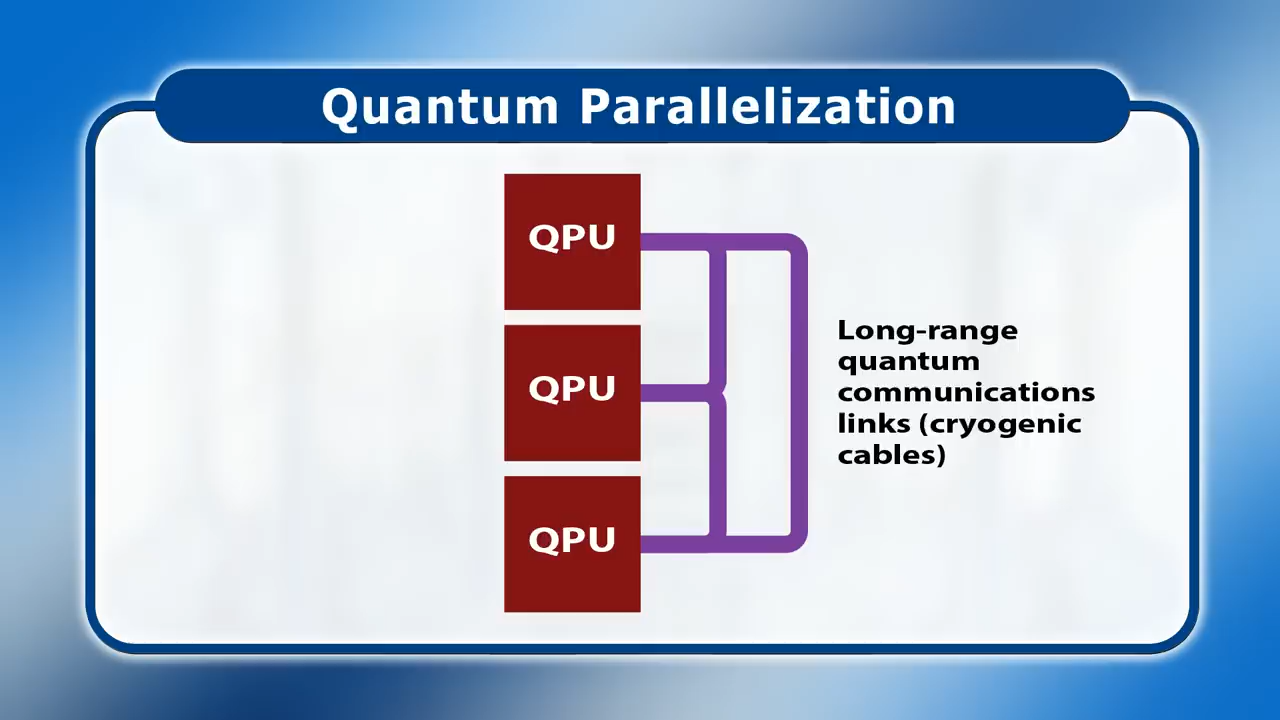 Quantum Parallelization
QPU
QPU
QPU
Long-range
quantum
communications
links (cryogenic
cables)